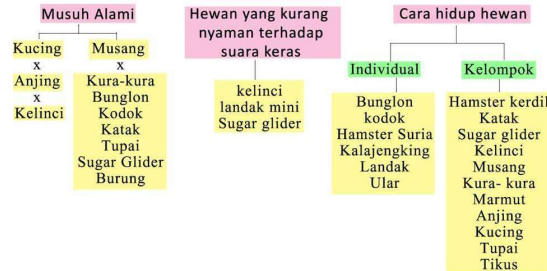 Musuh Alami
Kucing
x
Anjing
x
Kelinci
Musang
x
Kura-kura
Bunglon
Kodok
Katak
Tupai
Sugar Glider
Burung
Hewan yang kurang
nyaman terhadap
suara keras
kelinci
landak mini
Sugar glider
Cara hidup hewan
Individual
Bunglon
kodok
Hamster Suria
Kalajengking
Landak
Ular
Kelompok
Hamster kerdil
Katak
Sugar glider
Kelinci
Musang
Kura- kura
Marmut
Anjing
Kucing
Tupai
Tikus